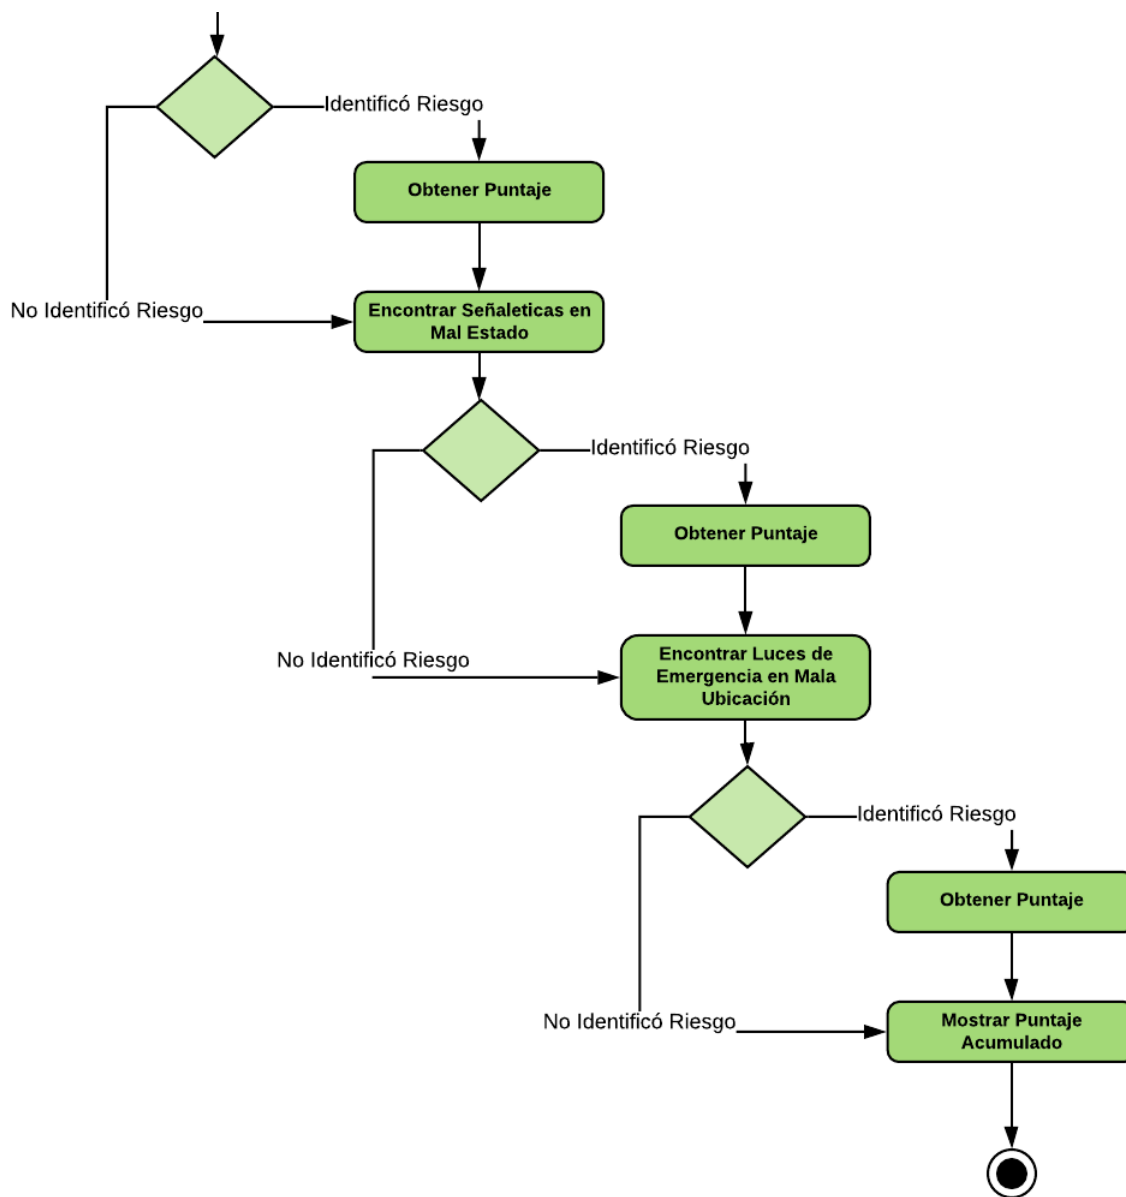 Identificó Riesgo
Obtener Puntaje
No Identificó Riesgo
Encontrar Señaleticas en
Mal Estado
Identificó Riesgo
Obtener Puntaje
No Identificó Riesgo
Encontrar Luces de
Emergencia en Mala
Ubicación
Identificó Riesgo
Obtener Puntaje
No Identificó Riesgo
Mostrar Puntaje
Acumulado